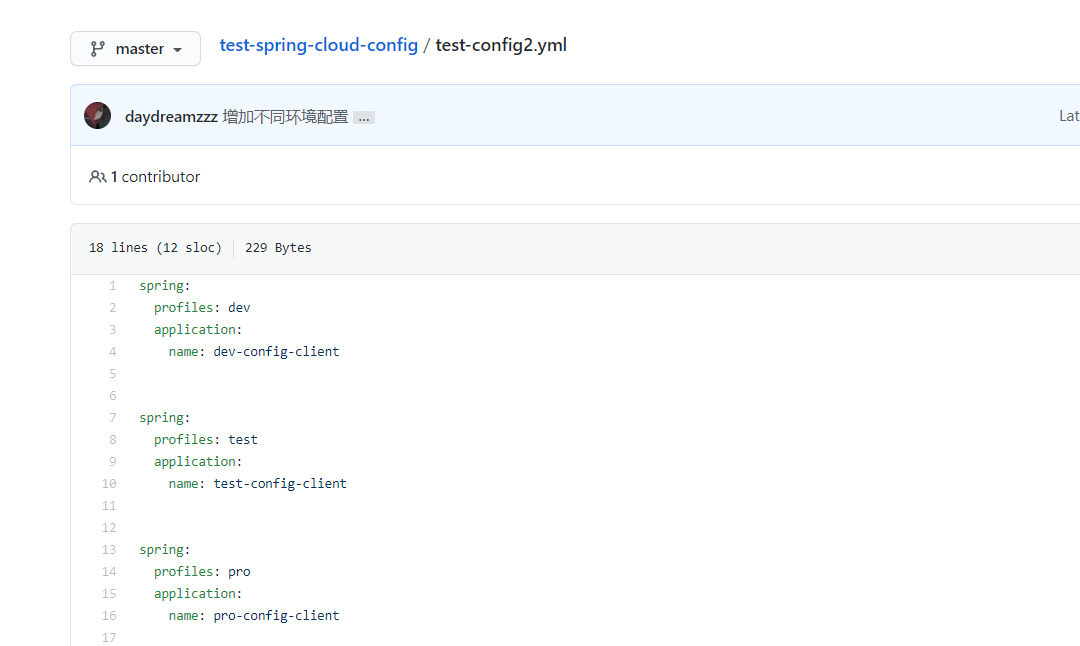 master test-spring-cloud-config / test-config2.yml
daydreamzzz 增加不同环境配置 ... Lat
1 contributor
18 lines (12 sloc) 229 Bytes
1 spring:
2   profiles: dev
3   application:
4     name: dev-config-client
5
6
7 spring:
8   profiles: test
9   application:
10     name: test-config-client
11
12
13 spring:
14   profiles: pro
15   application:
16     name: pro-config-client
17